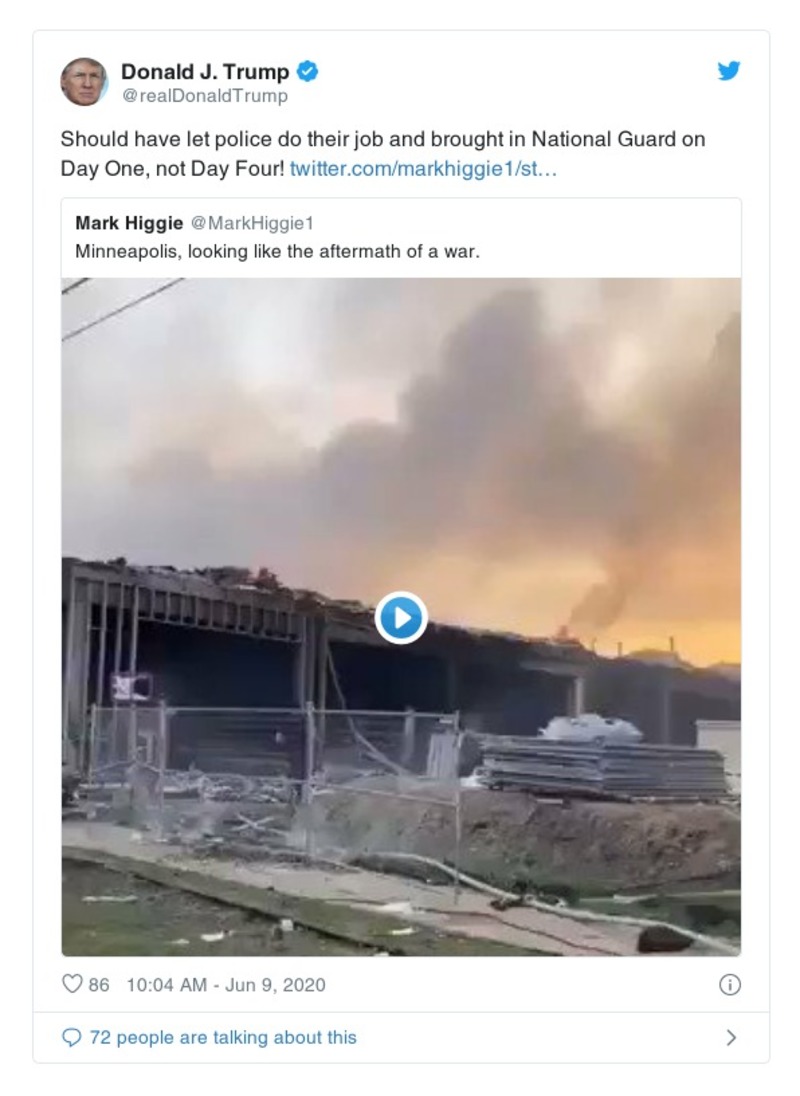 Donald J. Trump
@realDonaldTrump
Should have let police do their job and brought in National Guard on
Day One, not Day Four! twitter.com/markhiggie1/st…
Mark Higgie @MarkHiggie1
Minneapolis, looking like the aftermath of a war.
86 10:04 AM - Jun 9, 2020
72 people are talking about this